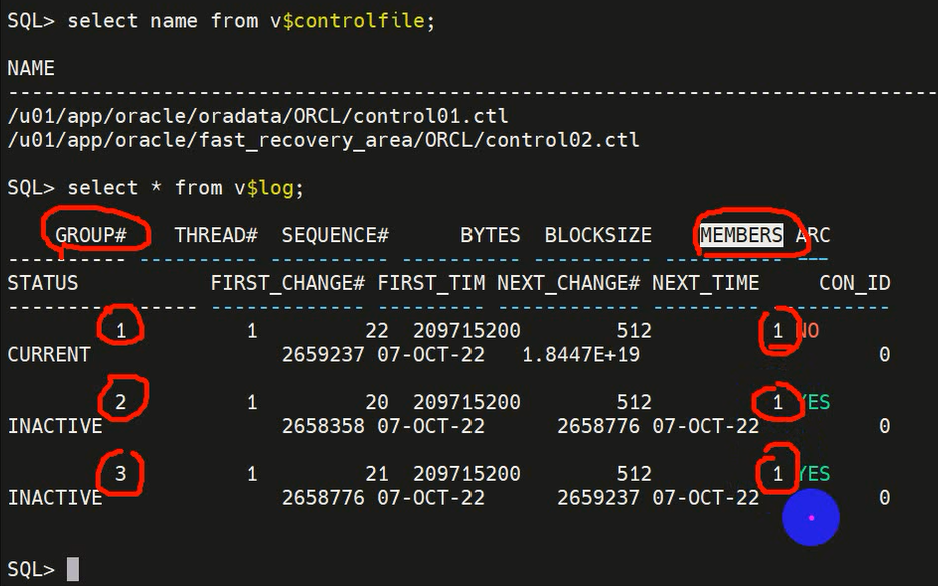 SQL> select name from v$controlfile;
NAME
--------------------------------------------------------------------------------
/u01/app/oracle/oradata/ORCL/control01.ctl
/u01/app/oracle/fast_recovery_area/ORCL/control02.ctl
SQL> select * from v$log;
GROUP# THREAD# SEQUENCE# BYTES BLOCKSIZE MEMBERS ARC
---------- ---------- ---------- ---------- ---------- ---------- ---
STATUS FIRST_CHANGE# FIRST_TIM NEXT_CHANGE# NEXT_TIME CON_ID
---------------- ------------- --------- ------------ --------- ----------
1 1 22 209715200 512 1 NO
CURRENT 2659237 07-OCT-22 1.8447E+19 0
2 1 20 209715200 512 1 YES
INACTIVE 2658358 07-OCT-22 2658776 07-OCT-22 0
3 1 21 209715200 512 1 YES
INACTIVE 2658776 07-OCT-22 2659237 07-OCT-22 0
SQL>